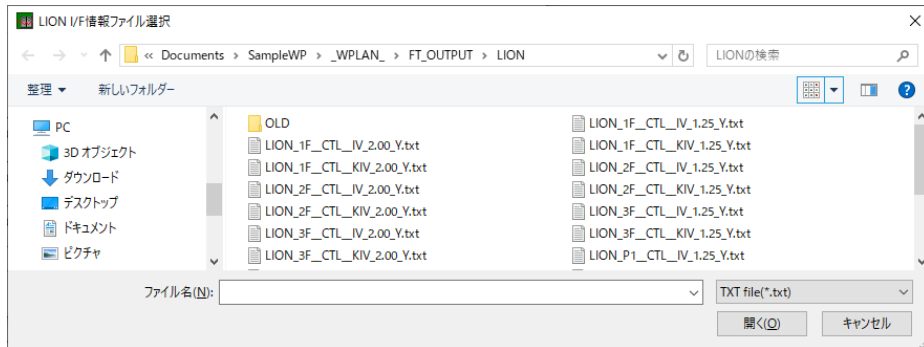 LION I/F情報ファイル選択
« Documents › SampleWP › _WPLAN_ › FT_OUTPUT › LION
LIONの検索
整理
新しいフォルダー
PC
3D オブジェクト
ダウンロード
デスクトップ
ドキュメント
ピクチャ
OLD
LION_1F__CTL__IV_2.00_Y.txt
LION_1F__CTL__KIV_2.00_Y.txt
LION_2F__CTL__IV_2.00_Y.txt
LION_2F__CTL__KIV_2.00_Y.txt
LION_3F__CTL__IV_2.00_Y.txt
LION_3F__CTL__KIV_2.00_Y.txt
LION_1F__CTL__IV_1.25_Y.txt
LION_1F__CTL__KIV_1.25_Y.txt
LION_2F__CTL__IV_1.25_Y.txt
LION_2F__CTL__KIV_1.25_Y.txt
LION_3F__CTL__IV_1.25_Y.txt
LION_3F__CTL__KIV_1.25_Y.txt
LION_P1__CTL__IV_1.25_Y.txt
ファイル名(N):
TXT file(*.txt)
開く(O)
キャンセル